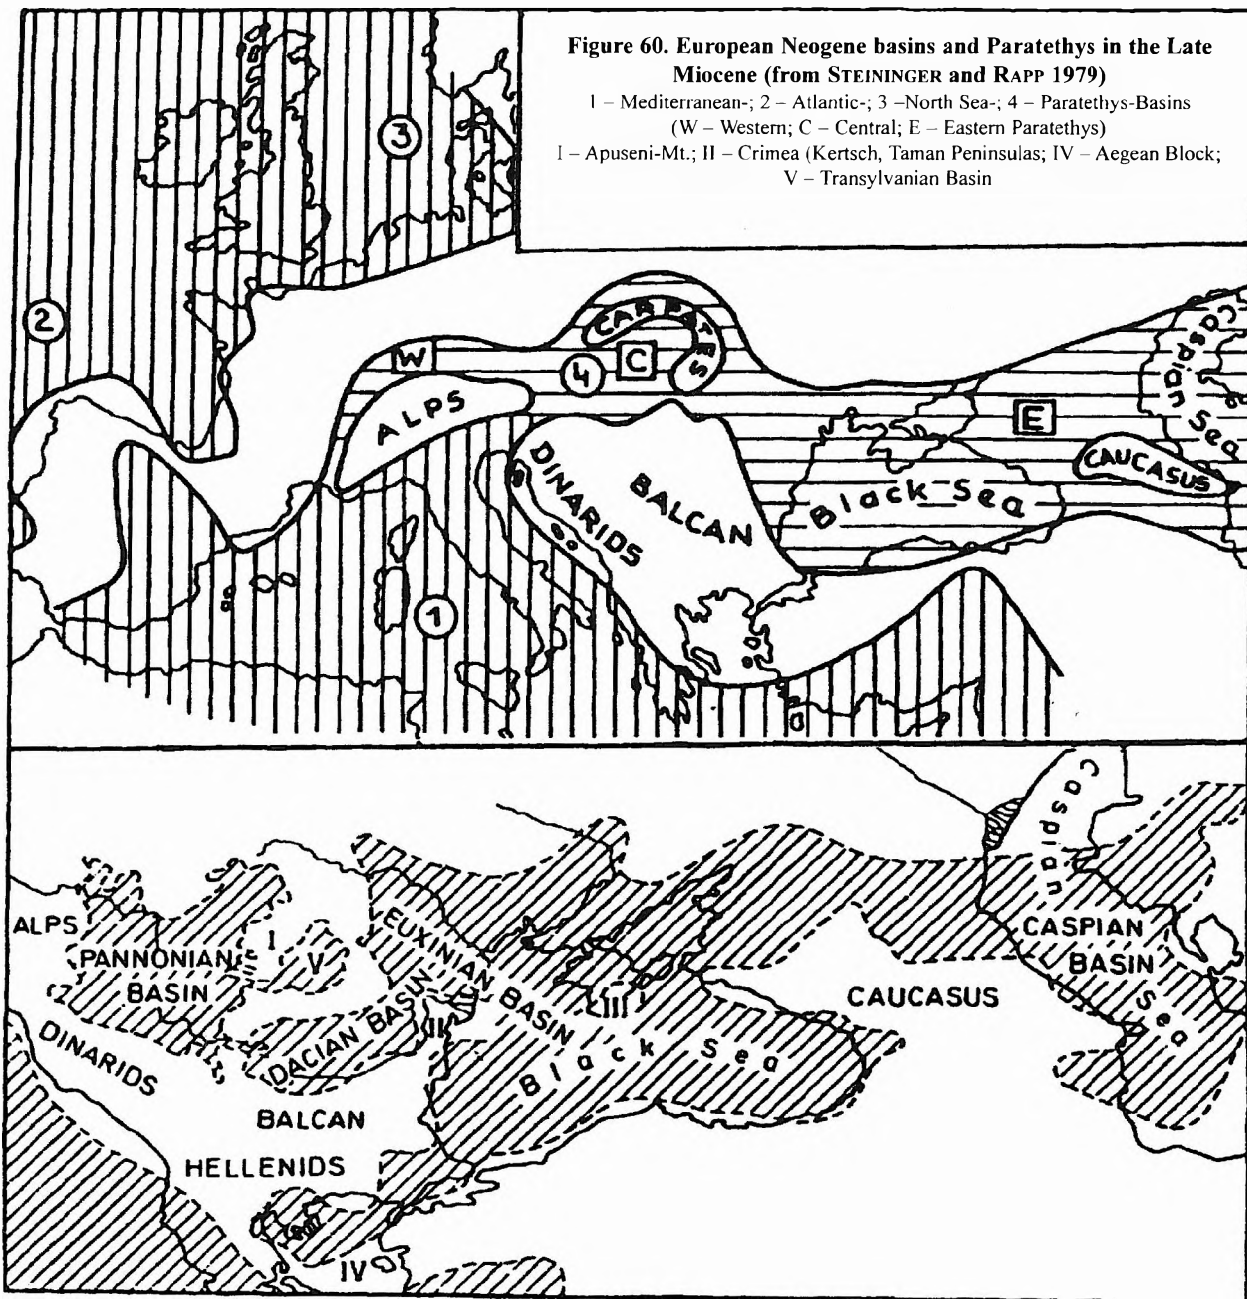 Figure 60. European Neogene basins and Paratethys in the Late
Miocene (from STEININGER and RAPP 1979)
1 – Mediterranean-; 2 – Atlantic-; 3 –North Sea-; 4 – Paratethys-Basins
(W – Western; C – Central; E – Eastern Paratethys)
I – Apuseni-Mt.; II – Crimea (Kertsch, Taman Peninsulas; IV – Aegean Block;
V – Transylvanian Basin
3
2
CARPATES
W
4
C
ALPS
Caspian Sea
E
CAUCASUS
DINARIDS
BALCAN
Black Sea
1
Caspian
ALPS
PANNONIAN
BASIN
I
V
EUXINIAN BASIN
CASPIAN
BASIN
Sea
DACIAN BASIN
II
III
CAUCASUS
DINARIDS
Black Sea
BALCAN
HELLENIDS
IV